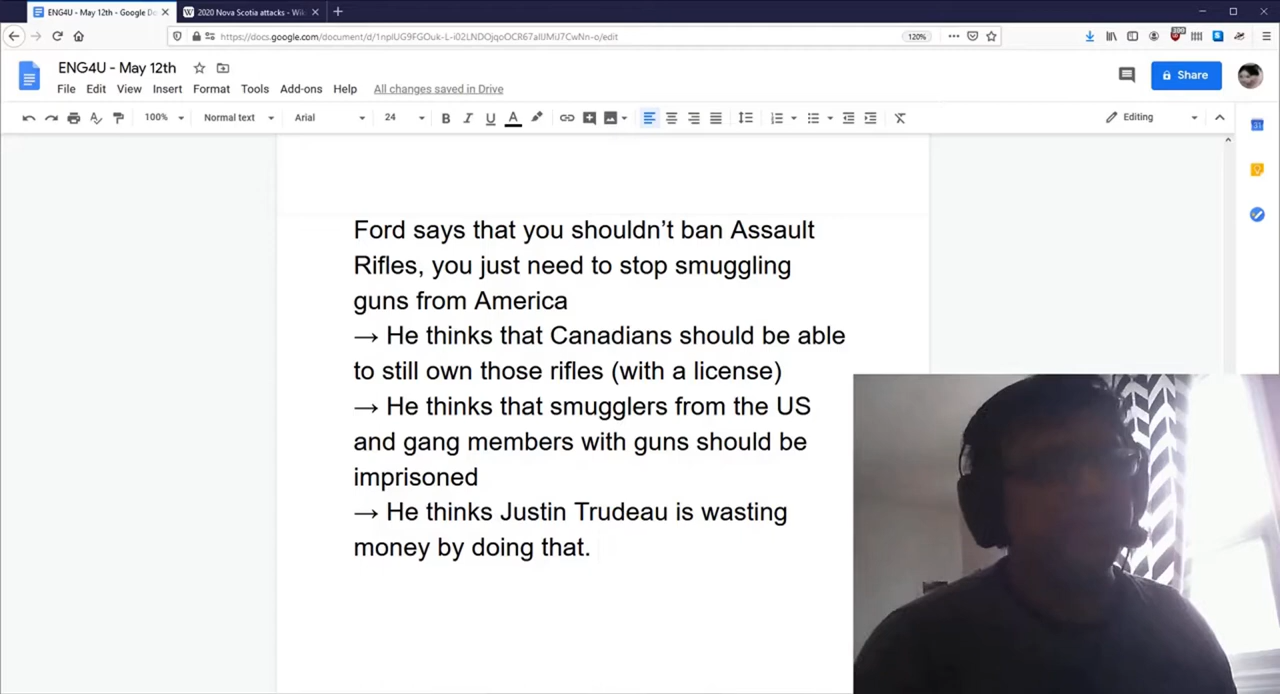 ENG4U - May 12th - Google De
2020 Nova Scotia attacks - Wik
120%
ENG4U - May 12th
File Edit View Insert Format Tools Add-ons Help All changes saved in Drive
Share
100% Normal text Arial 24 B I U A Editing
31
Ford says that you shouldn't ban Assault
Rifles, you just need to stop smuggling
guns from America
→ He thinks that Canadians should be able
to still own those rifles (with a license)
→ He thinks that smugglers from the US
and gang members with guns should be
imprisoned
→ He thinks Justin Trudeau is wasting
money by doing that.